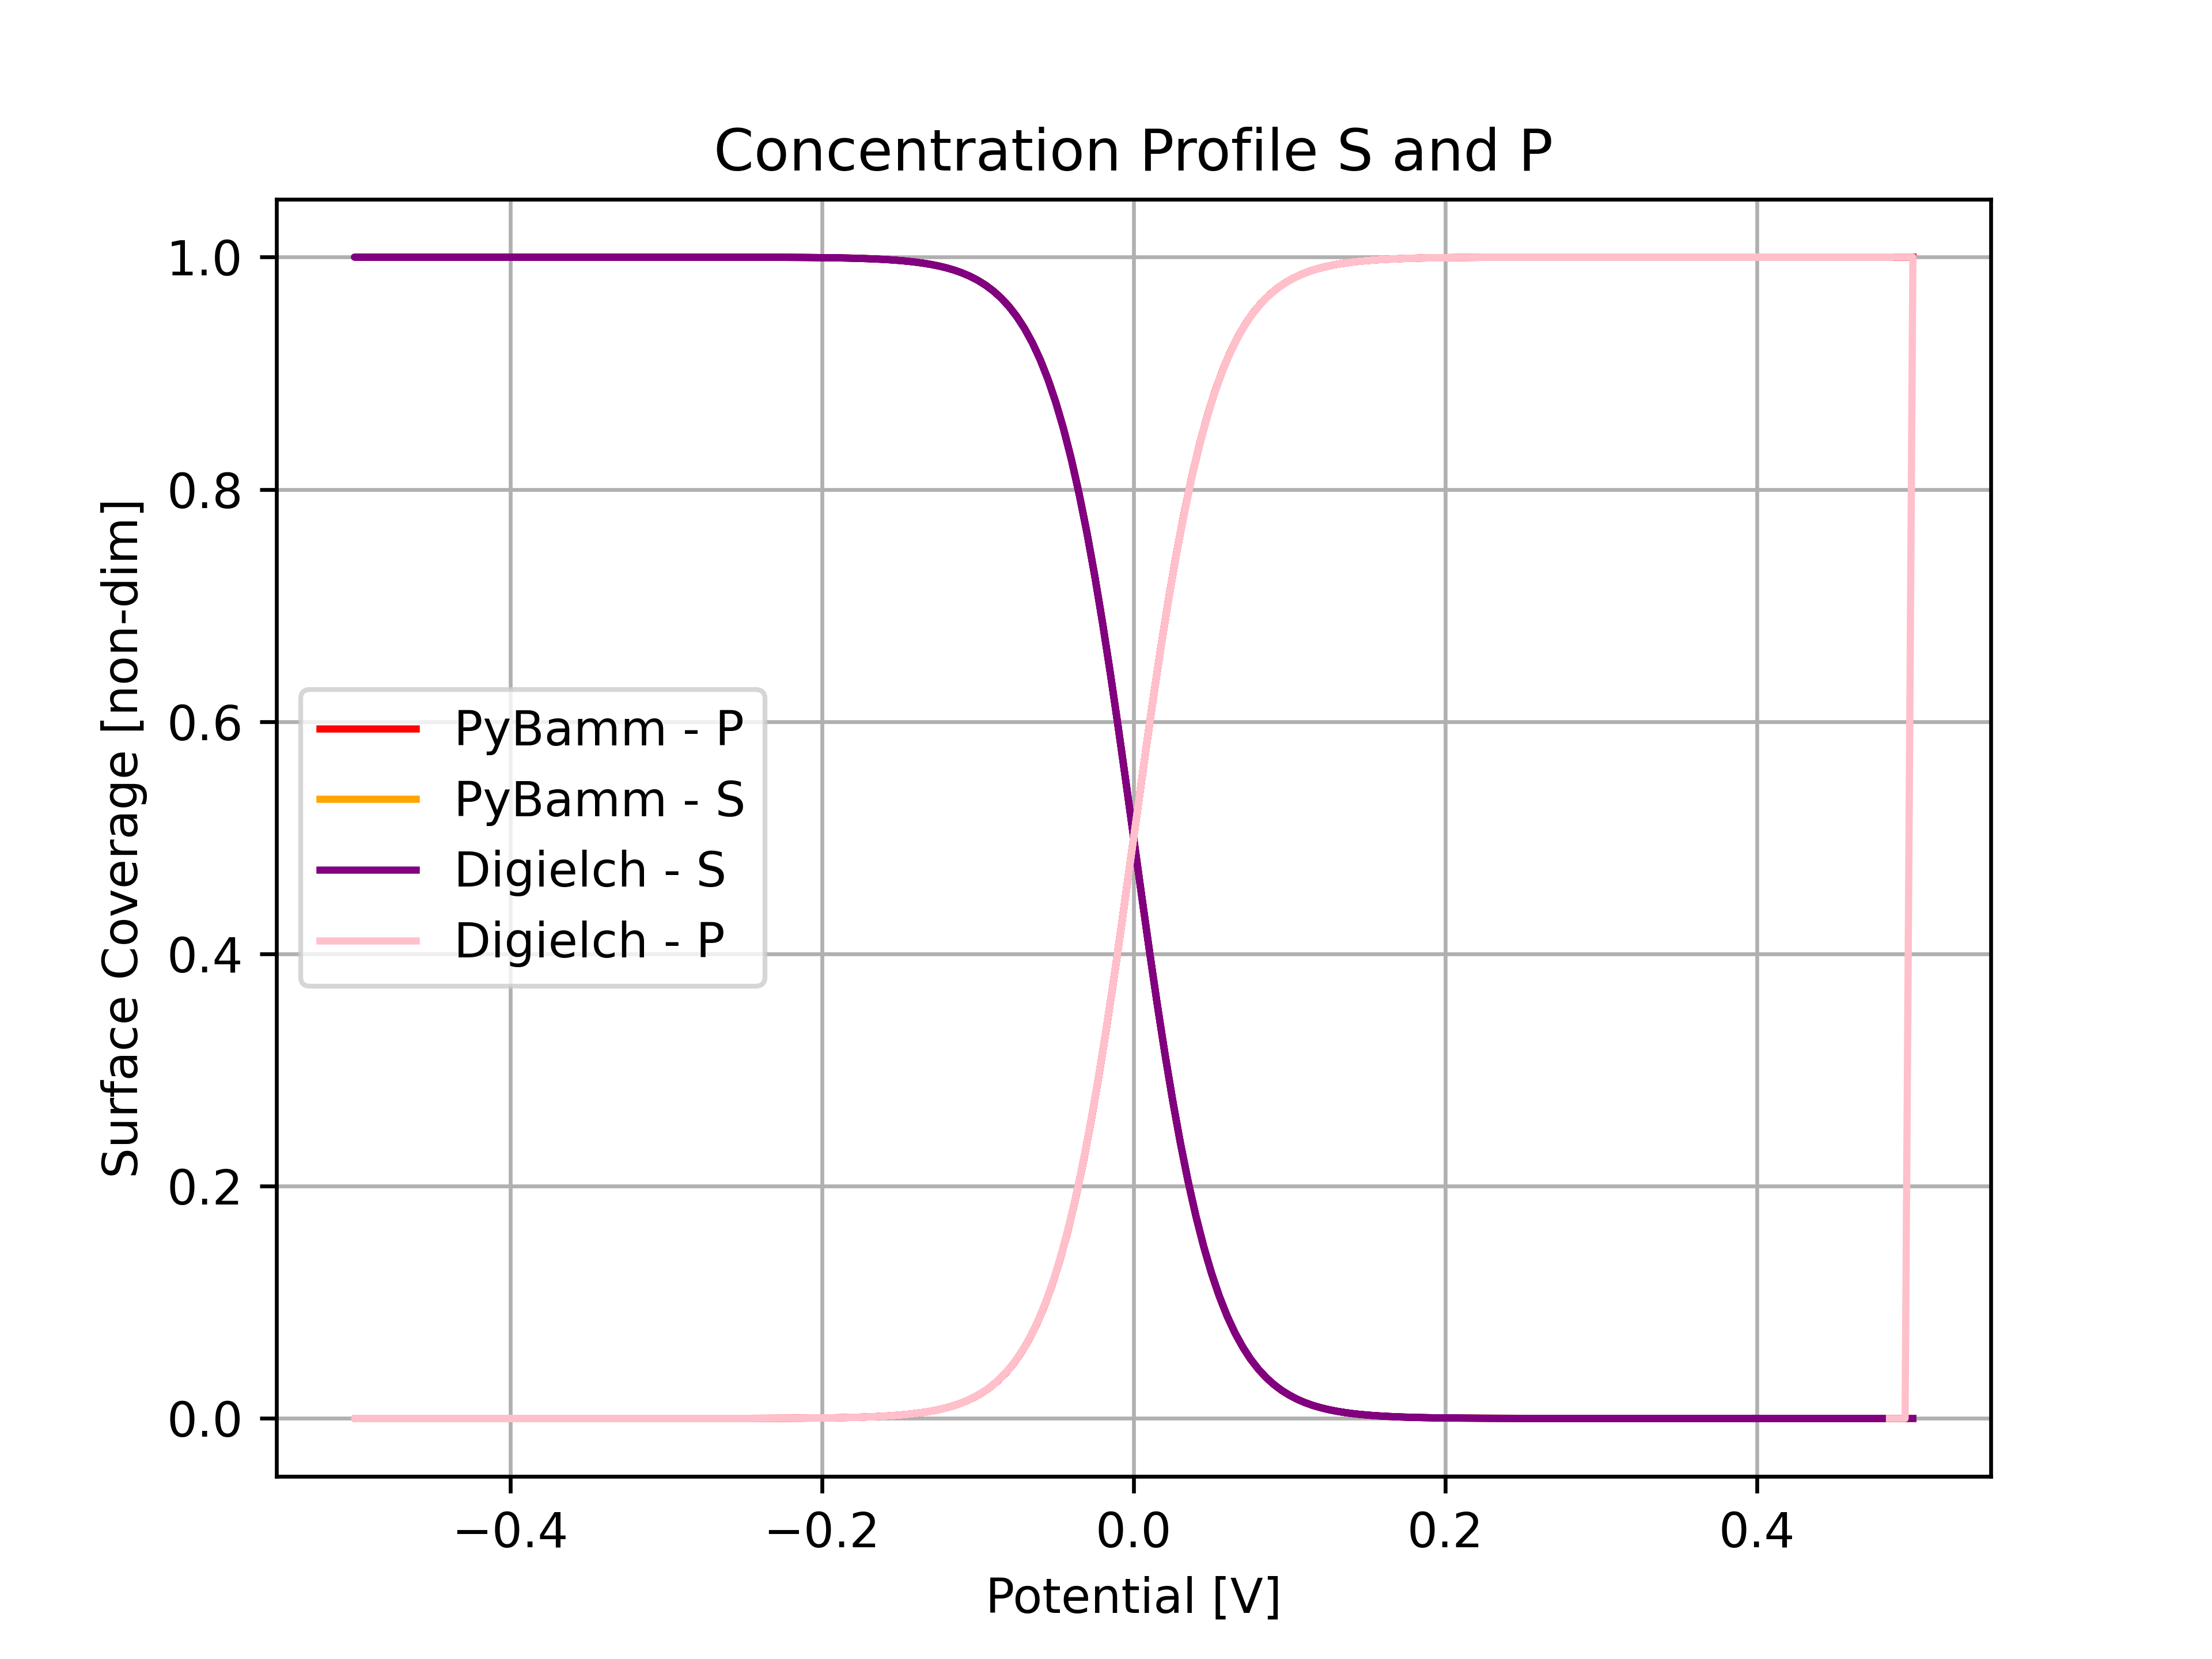 Concentration Profile S and P
Surface Coverage [non-dim]
1.0
0.8
0.6
0.4
0.2
0.0
PyBamm - P
PyBamm - S
Digielch - S
Digielch - P
−0.4
−0.2
0.0
0.2
0.4
Potential [V]